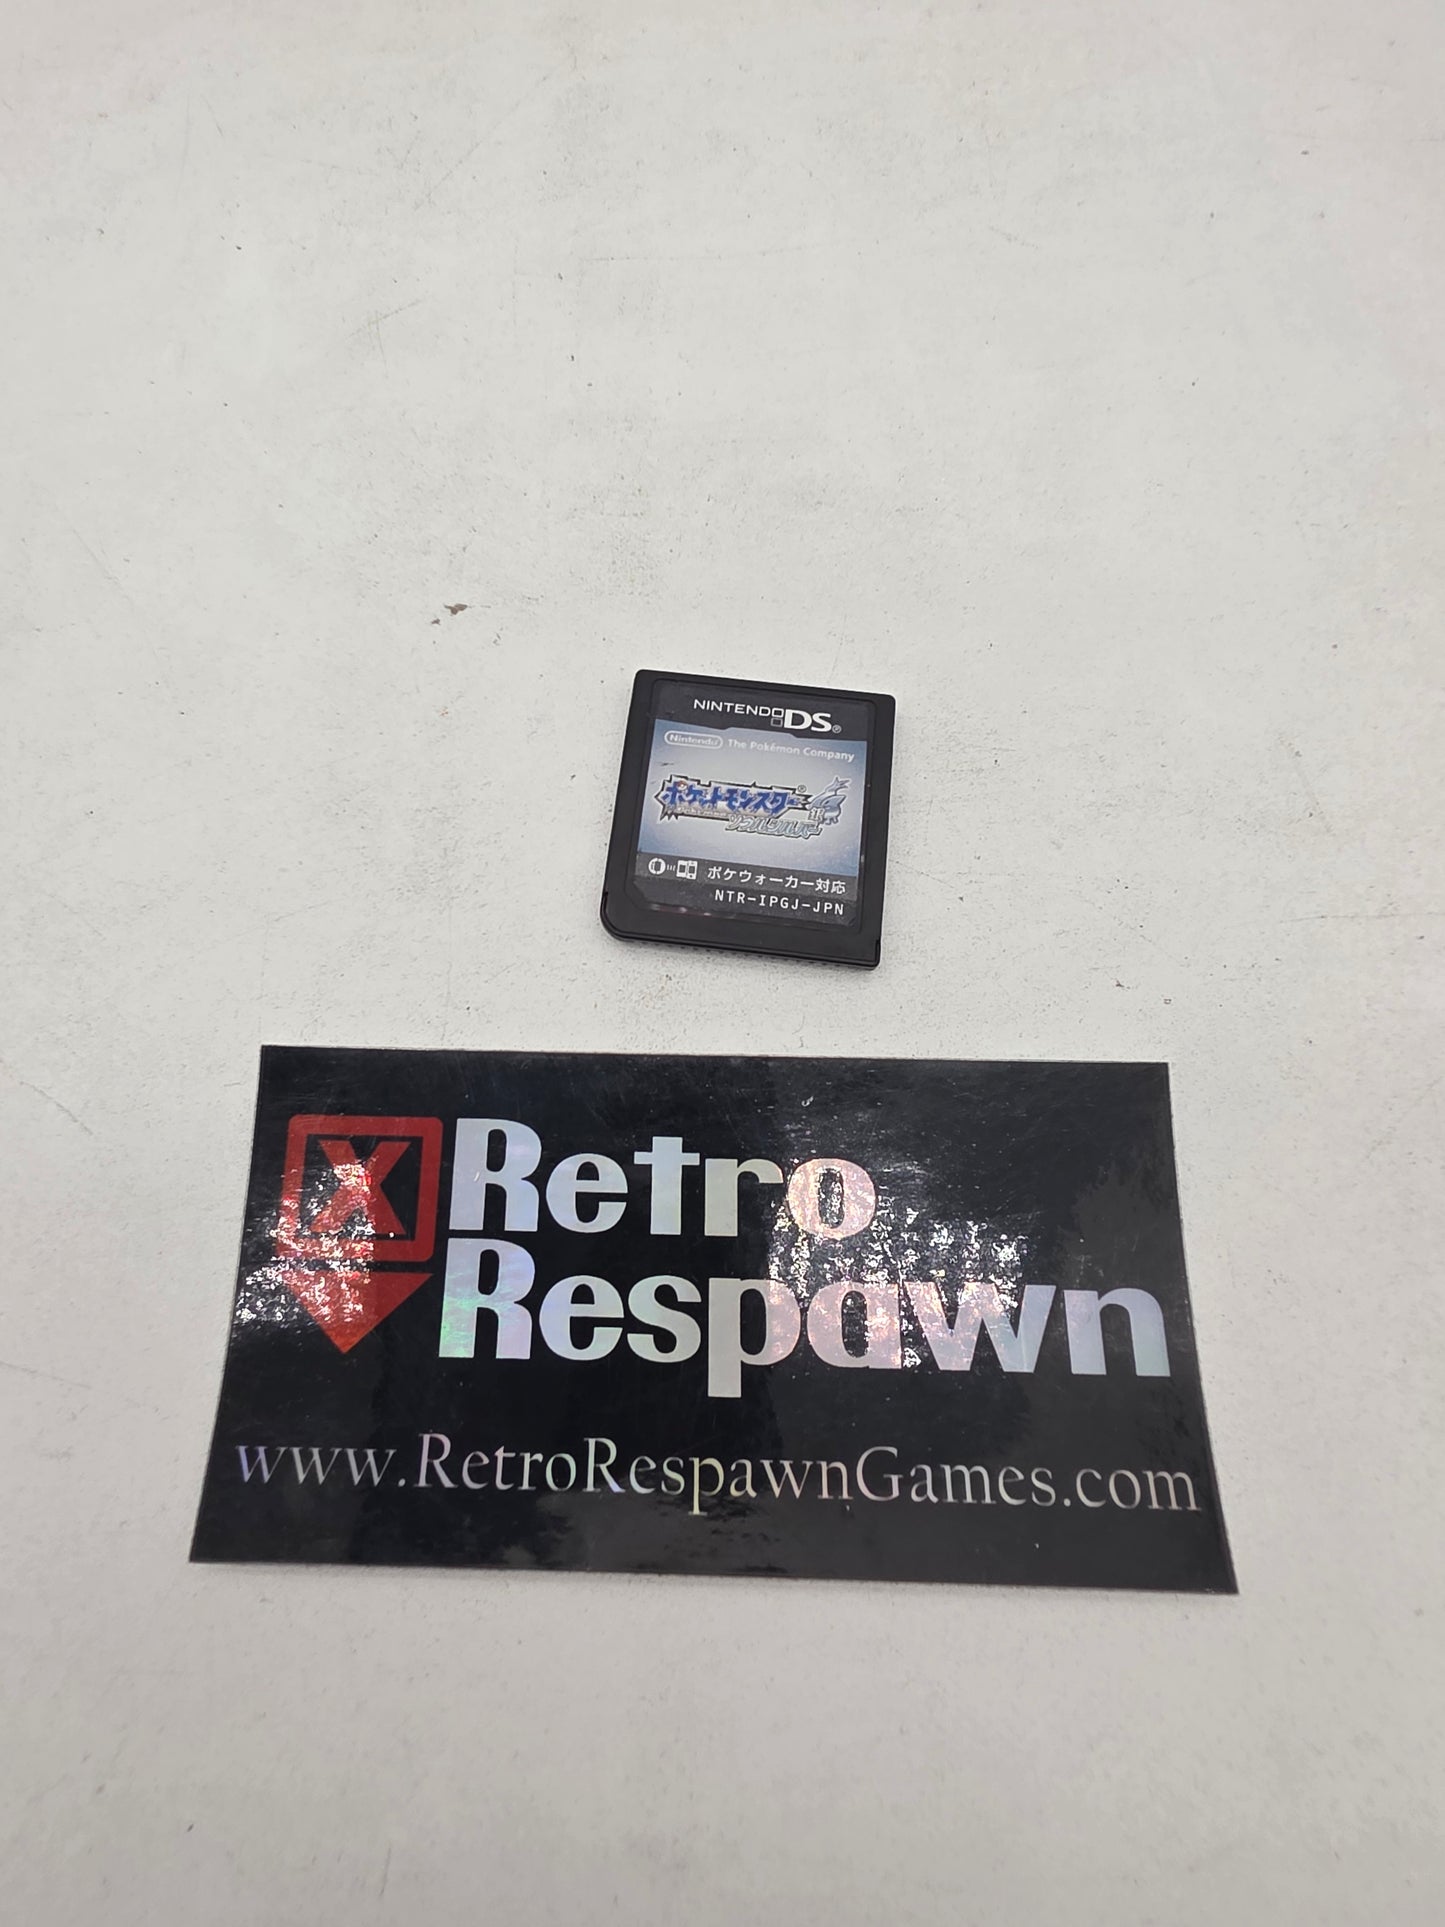 NINTENDO DS®
Nintendo The Pokémon Company
ポケットモンスター®
ソウルシルバー
ポケウォーカー対応
NTR-IPGJ-JPN
X Retro
Respawn
www.RetroRespawnGames.com